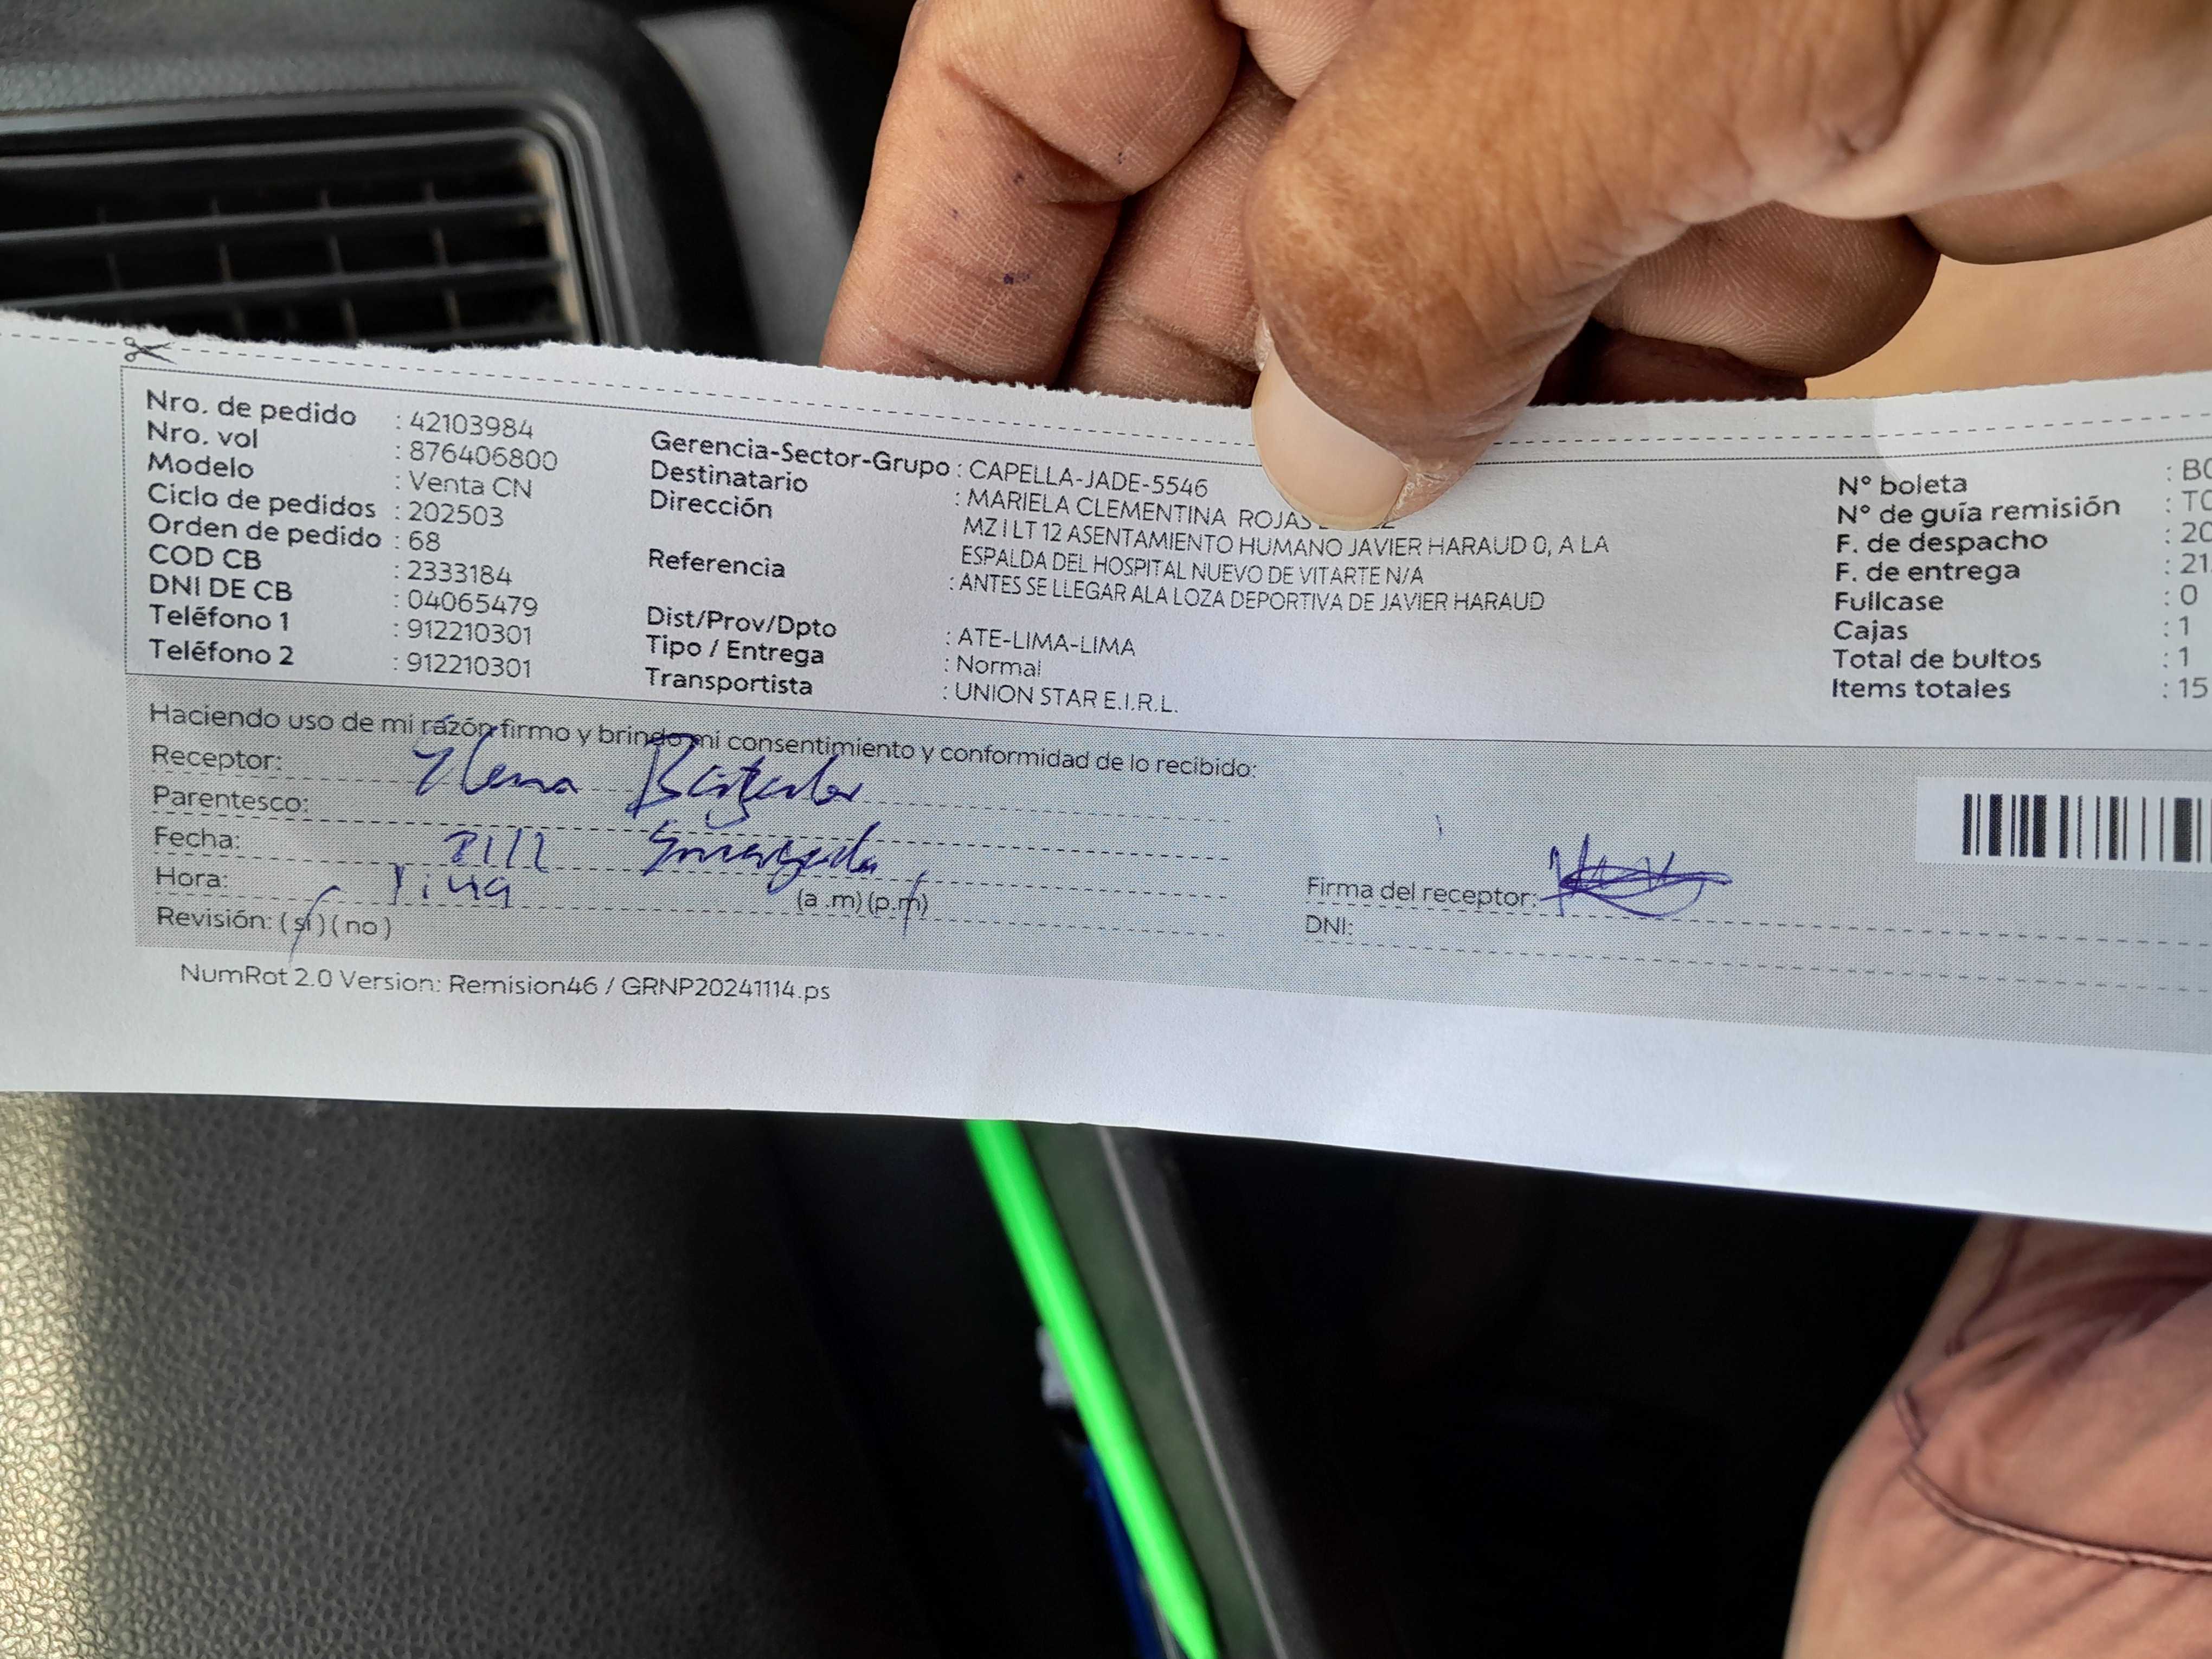 Nro. de pedido : 42103984
Nro. vol : 876406800
Modelo : Venta CN
Ciclo de pedidos : 202503
Orden de pedido : 68
COD CB : 2333184
DNI DE CB : 04065479
Teléfono 1 : 912210301
Teléfono 2 : 912210301
Gerencia-Sector-Grupo : CAPELLA-JADE-5546
Destinatario : MARIELA CLEMENTINA ROJAS
Dirección MZ I LT 12 ASENTAMIENTO HUMANO JAVIER HARAUD 0, A LA
ESPALDA DEL HOSPITAL NUEVO DE VITARTE N/A
Referencia : ANTES SE LLEGAR ALA LOZA DEPORTIVA DE JAVIER HARAUD
Dist/Prov/Dpto : ATE-LIMA-LIMA
Tipo / Entrega : Normal
Transportista : UNION STAR E.I.R.L.
N° boleta : B0
N° de guía remisión : T0
F. de despacho : 20
F. de entrega : 21
Fullcase : 0
Cajas : 1
Total de bultos : 1
Items totales : 15
Haciendo uso de mi razón firmo y brindo mi consentimiento y conformidad de lo recibido:
Receptor:
Parentesco:
Fecha: 21/2
Hora: (a .m) (p.m)
Revisión: ( sí ) ( no )
Firma del receptor:
DNI:
NumRot 2.0 Version: Remision46 / GRNP20241114.ps